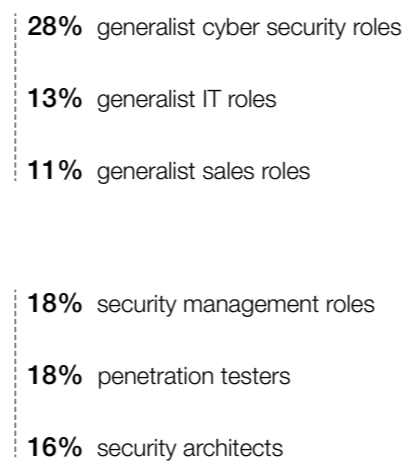 28% generalist cyber security roles
13% generalist IT roles
11% generalist sales roles
18% security management roles
18% penetration testers
16% security architects